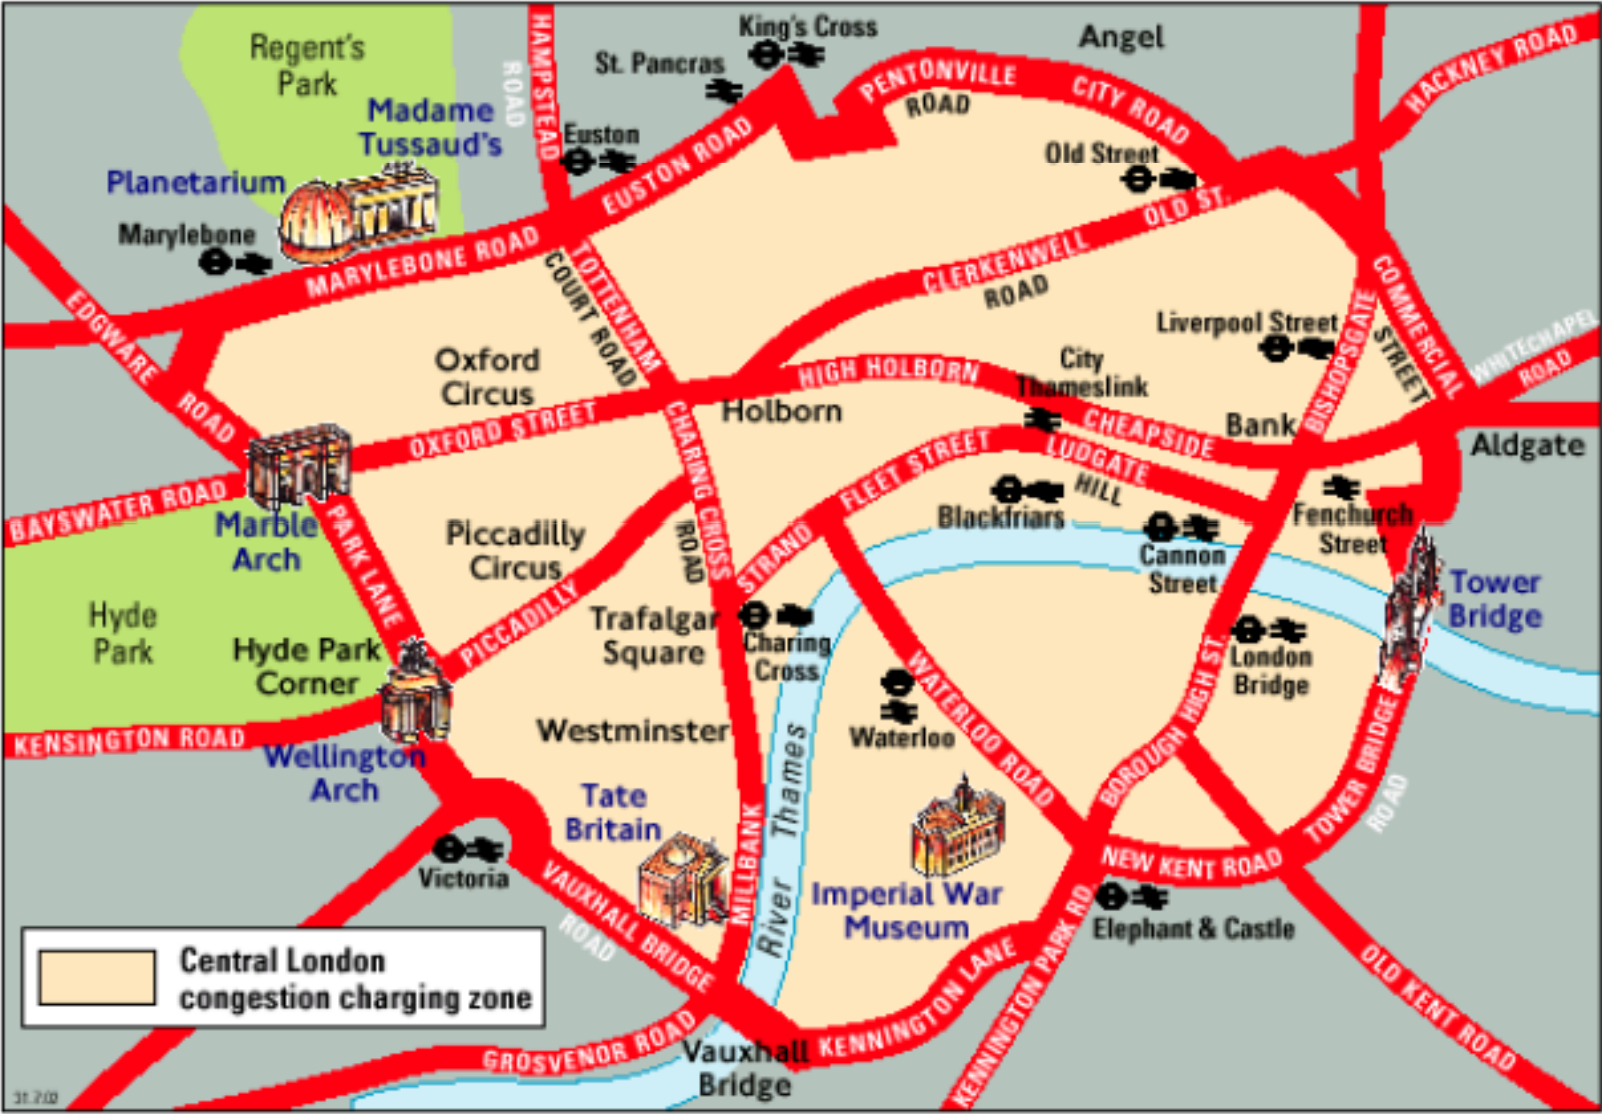 King's Cross
Regent's
Park
HAMPSTEAD
ROAD
St. Pancras
Angel
PENTONVILLE
ROAD
CITY ROAD
HACKNEY ROAD
Madame
Tussaud's
Euston
EUSTON ROAD
Old Street
OLD ST.
Planetarium
Marylebone
MARYLEBONE ROAD
TOTTENHAM
COURT ROAD
CLERKENWELL
ROAD
COMMERCIAL
STREET
EDGWARE
ROAD
Liverpool Street
BISHOPSGATE
WHITECHAPEL
ROAD
Oxford
Circus
OXFORD STREET
HIGH HOLBORN
Holborn
City
Thameslink
CHEAPSIDE
Bank
Aldgate
BAYSWATER ROAD
Marble
Arch
PARK LANE
CHARING CROSS
ROAD
FLEET STREET
LUDGATE
HILL
Blackfriars
Cannon
Street
Fenchurch
Street
Piccadilly
Circus
PICCADILLY
STRAND
Tower
Bridge
Hyde
Park
Hyde Park
Corner
Trafalgar
Square
Charing
Cross
London
Bridge
KENSINGTON ROAD
Wellington
Arch
Westminster
Waterloo
WATERLOO ROAD
BOROUGH HIGH ST.
TOWER BRIDGE
ROAD
Tate
Britain
MILLBANK
River Thames
Victoria
VAUXHALL BRIDGE
ROAD
Imperial War
Museum
NEW KENT ROAD
Elephant & Castle
Central London
congestion charging zone
KENNINGTON LANE
KENNINGTON PARK RD.
OLD KENT ROAD
GROSVENOR ROAD
Vauxhall
Bridge
31.7.02